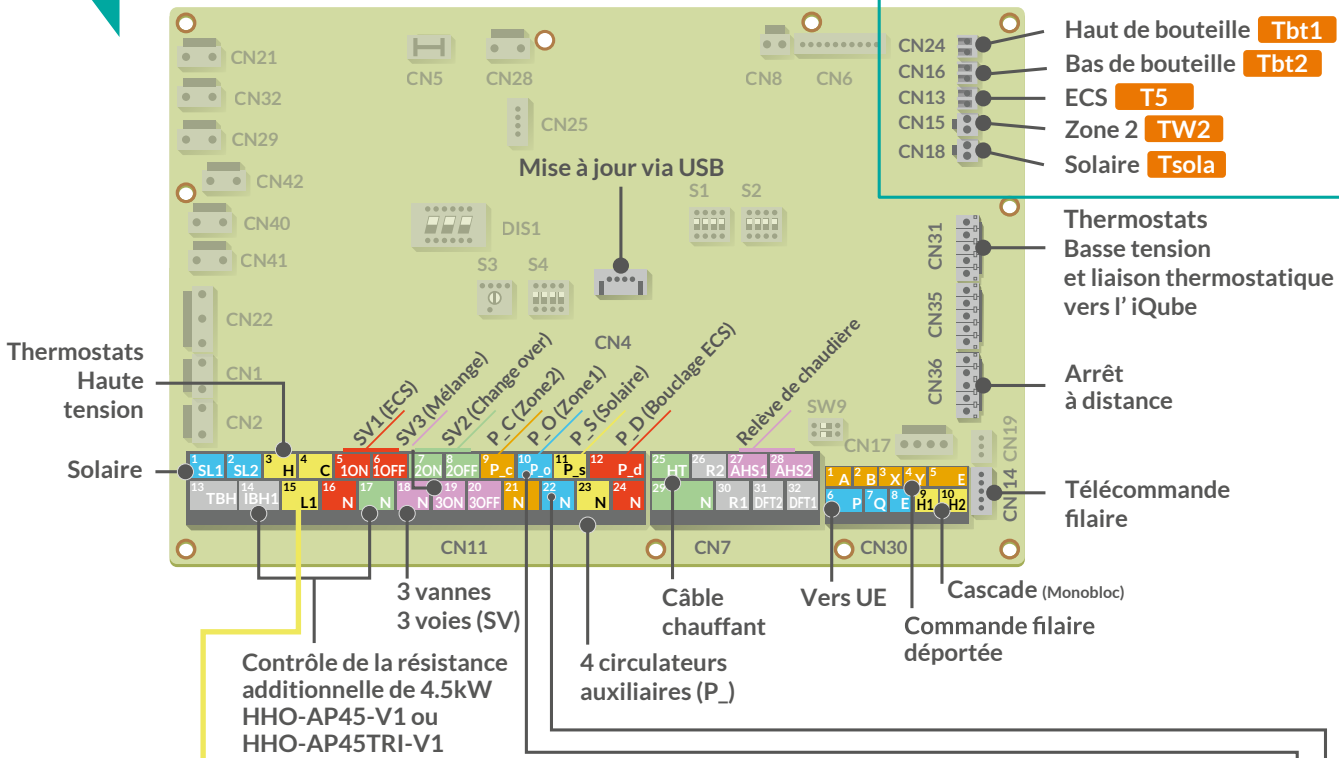 CN21
CN32
CN29
CN42
CN40
CN41
CN22
CN1
CN2
CN5
CN28
CN25
CN8
CN6
CN24
CN16
CN13
CN15
CN18
Haut de bouteille Tbt1
Bas de bouteille Tbt2
ECS T5
Zone 2 TW2
Solaire Tsola
Mise à jour via USB
S1
S2
DIS1
S3
S4
CN4
CN31
CN35
CN36
Thermostats
Basse tension
et liaison thermostatique
vers l' iQube
Arrêt
à distance
Thermostats
Haute
tension
Solaire
SV1 (ECS)
SV3 (Mélange)
SV2 (Change over)
P_C (Zone2)
P_O (Zone1)
P_S (Solaire)
P_D (Bouclage ECS)
Relève de chaudière
SW9
CN17
CN19
CN14
Télécommande
filaire
1 SL1 2 SL2 3 H 4 C 5 1ON 6 1OFF 7 2ON 8 2OFF 9 P_c 10 P_o 11 P_s 12 P_d
13 TBH 14 IBH1 15 L1 16 N 17 N 18 N 19 3ON 20 3OFF 21 N 22 N 23 N 24 N
25 HT 26 R2 27 AHS1 28 AHS2
29 N 30 R1 31 DFT2 32 DFT1
1 A 2 B 3 X 4 Y 5 E
6 P 7 Q 8 E 9 H1 10 H2
CN11
CN7
CN30
3 vannes
3 voies (SV)
Câble
chauffant
Vers UE
Cascade (Monobloc)
Commande filaire
déportée
Contrôle de la résistance
additionnelle de 4.5kW
HHO-AP45-V1 ou
HHO-AP45TRI-V1
4 circulateurs
auxiliaires (P_)